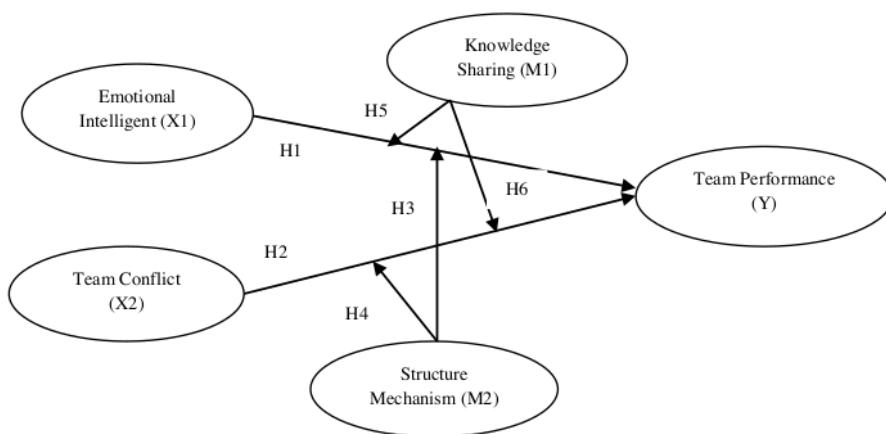 Knowledge
Sharing (M1)
Emotional
Intelligent (X1)
H5
H1
Team Performance
(Y)
H6
H3
H2
Team Conflict
(X2)
H4
Structure
Mechanism (M2)